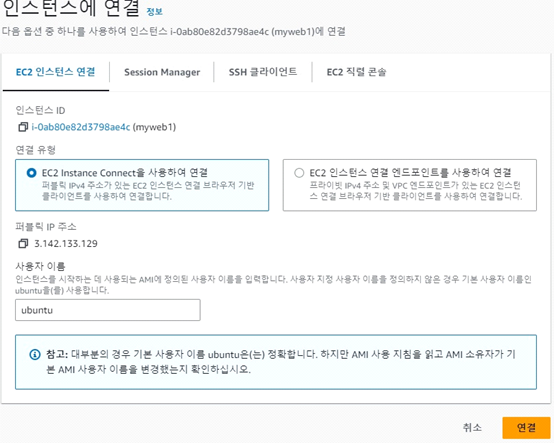 인스턴스에 연결 정보
다음 옵션 중 하나를 사용하여 인스턴스 i-0ab80e82d3798ae4c (myweb1)에 연결
EC2 인스턴스 연결
Session Manager
SSH 클라이언트
EC2 직렬 콘솔
인스턴스 ID
i-0ab80e82d3798ae4c (myweb1)
연결 유형
EC2 Instance Connect을 사용하여 연결
퍼블릭 IPv4 주소가 있는 EC2 인스턴스 연결 브라우저 기반
클라이언트를 사용하여 연결합니다.
EC2 인스턴스 연결 엔드포인트를 사용하여 연결
프라이빗 IPv4 주소 및 VPC 엔드포인트가 있는 EC2 인스턴
스 연결 브라우저 기반 클라이언트를 사용하여 연결합니다.
퍼블릭 IP 주소
3.142.133.129
사용자 이름
인스턴스를 시작하는 데 사용되는 AMI에 정의된 사용자 이름을 입력합니다. 사용자 지정 사용자 이름을 정의하지 않은 경우 기본 사용자 이름인
ubuntu을(를) 사용합니다.
ubuntu
참고: 대부분의 경우 기본 사용자 이름 ubuntu은(는) 정확합니다. 하지만 AMI 사용 지침을 읽고 AMI 소유자가 기
본 AMI 사용자 이름을 변경했는지 확인하십시오.
취소
연결